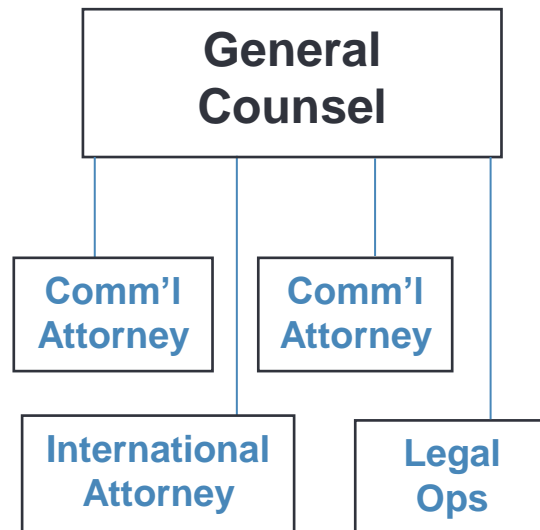 General
Counsel
Comm'l
Attorney
Comm'l
Attorney
International
Attorney
Legal
Ops